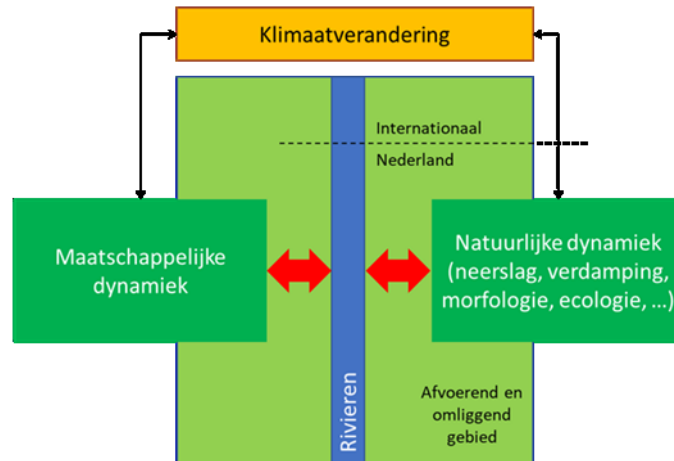 Klimaatverandering
Internationaal
Nederland
Maatschappelijke
dynamiek
Natuurlijke dynamiek
(neerslag, verdamping,
morfologie, ecologie, ...)
Rivieren
Afvoerend en
omliggend
gebied